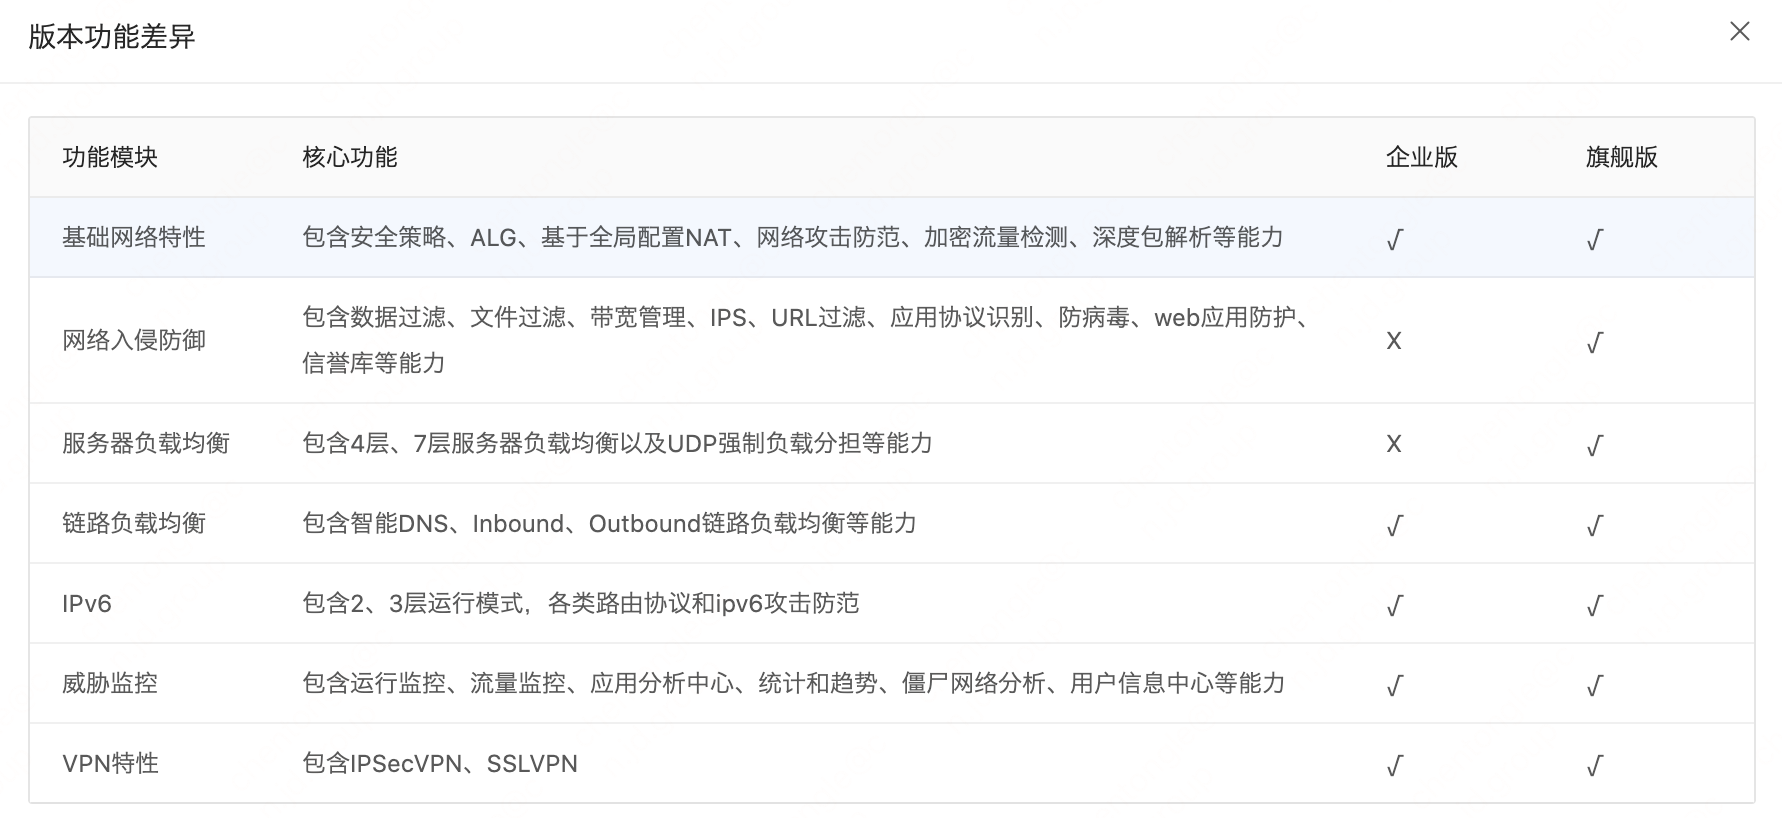 版本功能差异
功能模块 核心功能 企业版 旗舰版
基础网络特性 包含安全策略、ALG、基于全局配置NAT、网络攻击防范、加密流量检测、深度包解析等能力 √ √
网络入侵防御 包含数据过滤、文件过滤、带宽管理、IPS、URL过滤、应用协议识别、防病毒、web应用防护、
信誉库等能力 X √
服务器负载均衡 包含4层、7层服务器负载均衡以及UDP强制负载分担等能力 X √
链路负载均衡 包含智能DNS、Inbound、Outbound链路负载均衡等能力 √ √
IPv6 包含2、3层运行模式，各类路由协议和ipv6攻击防范 √ √
威胁监控 包含运行监控、流量监控、应用分析中心、统计和趋势、僵尸网络分析、用户信息中心等能力 √ √
VPN特性 包含IPSecVPN、SSLVPN √ √